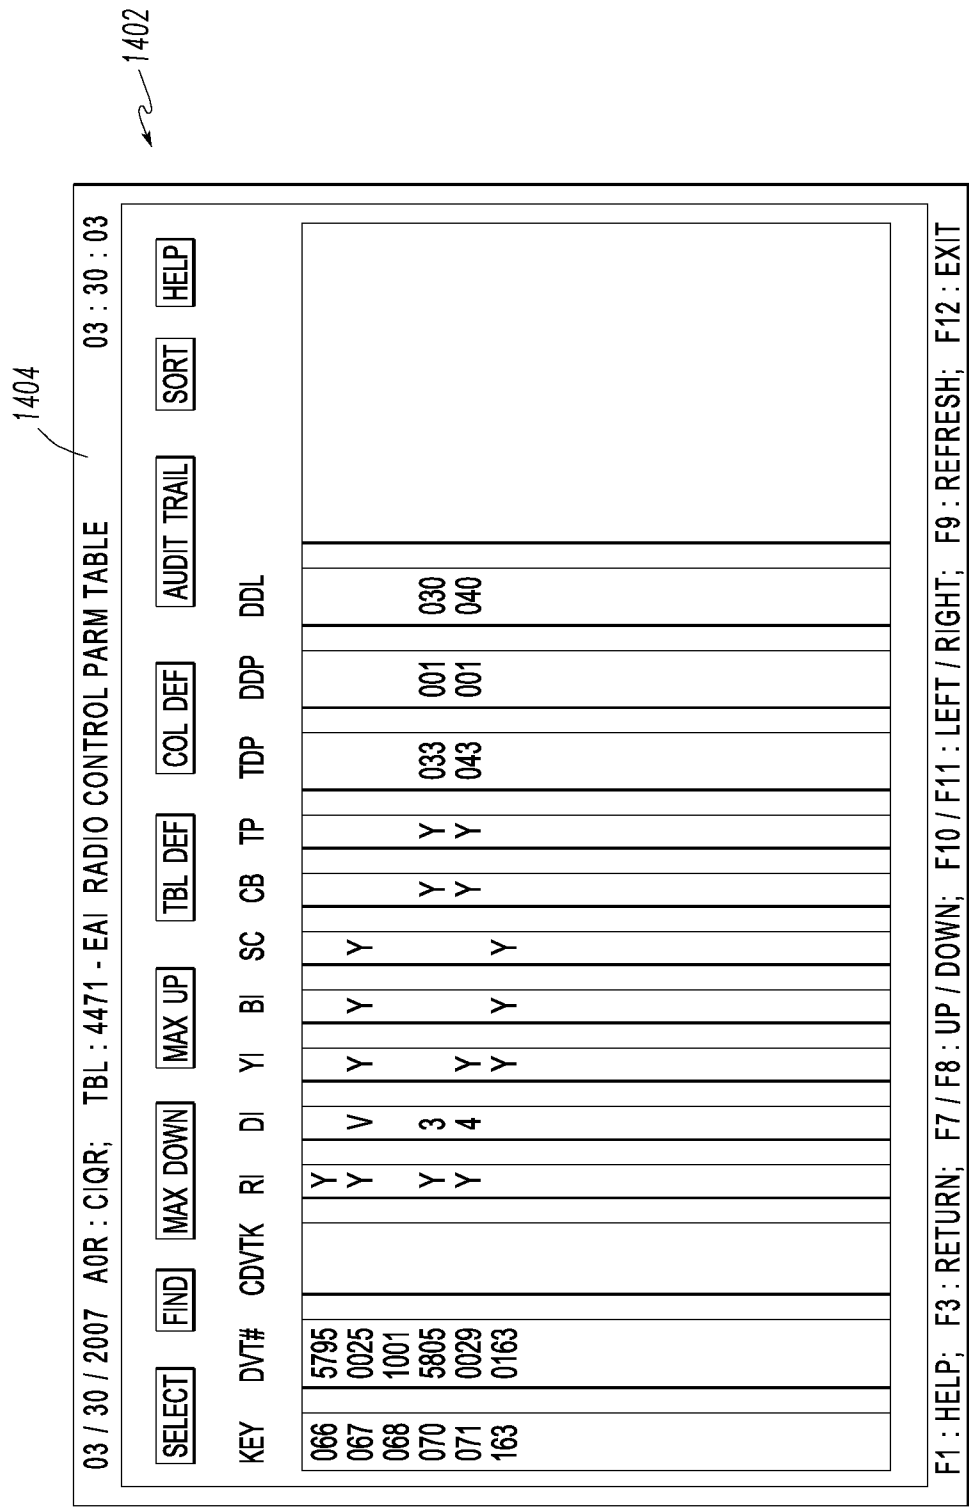 1402
1404
03 / 30 / 2007 AOR : CIQR; TBL : 4471 - EAI RADIO CONTROL PARM TABLE 03 : 30 : 03
SELECT FIND MAX DOWN MAX UP TBL DEF COL DEF AUDIT TRAIL SORT HELP
KEY DVT# CDVTK RI DI YI BI SC CB TP TDP DDP DDL
066 5795 Y
067 0025 Y V Y Y Y
068 1001
070 5805 Y 3 Y Y 033 001 030
071 0029 Y 4 Y Y Y 043 001 040
163 0163 Y Y Y
F1 : HELP; F3 : RETURN; F7 / F8 : UP / DOWN; F10 / F11 : LEFT / RIGHT; F9 : REFRESH; F12 : EXIT